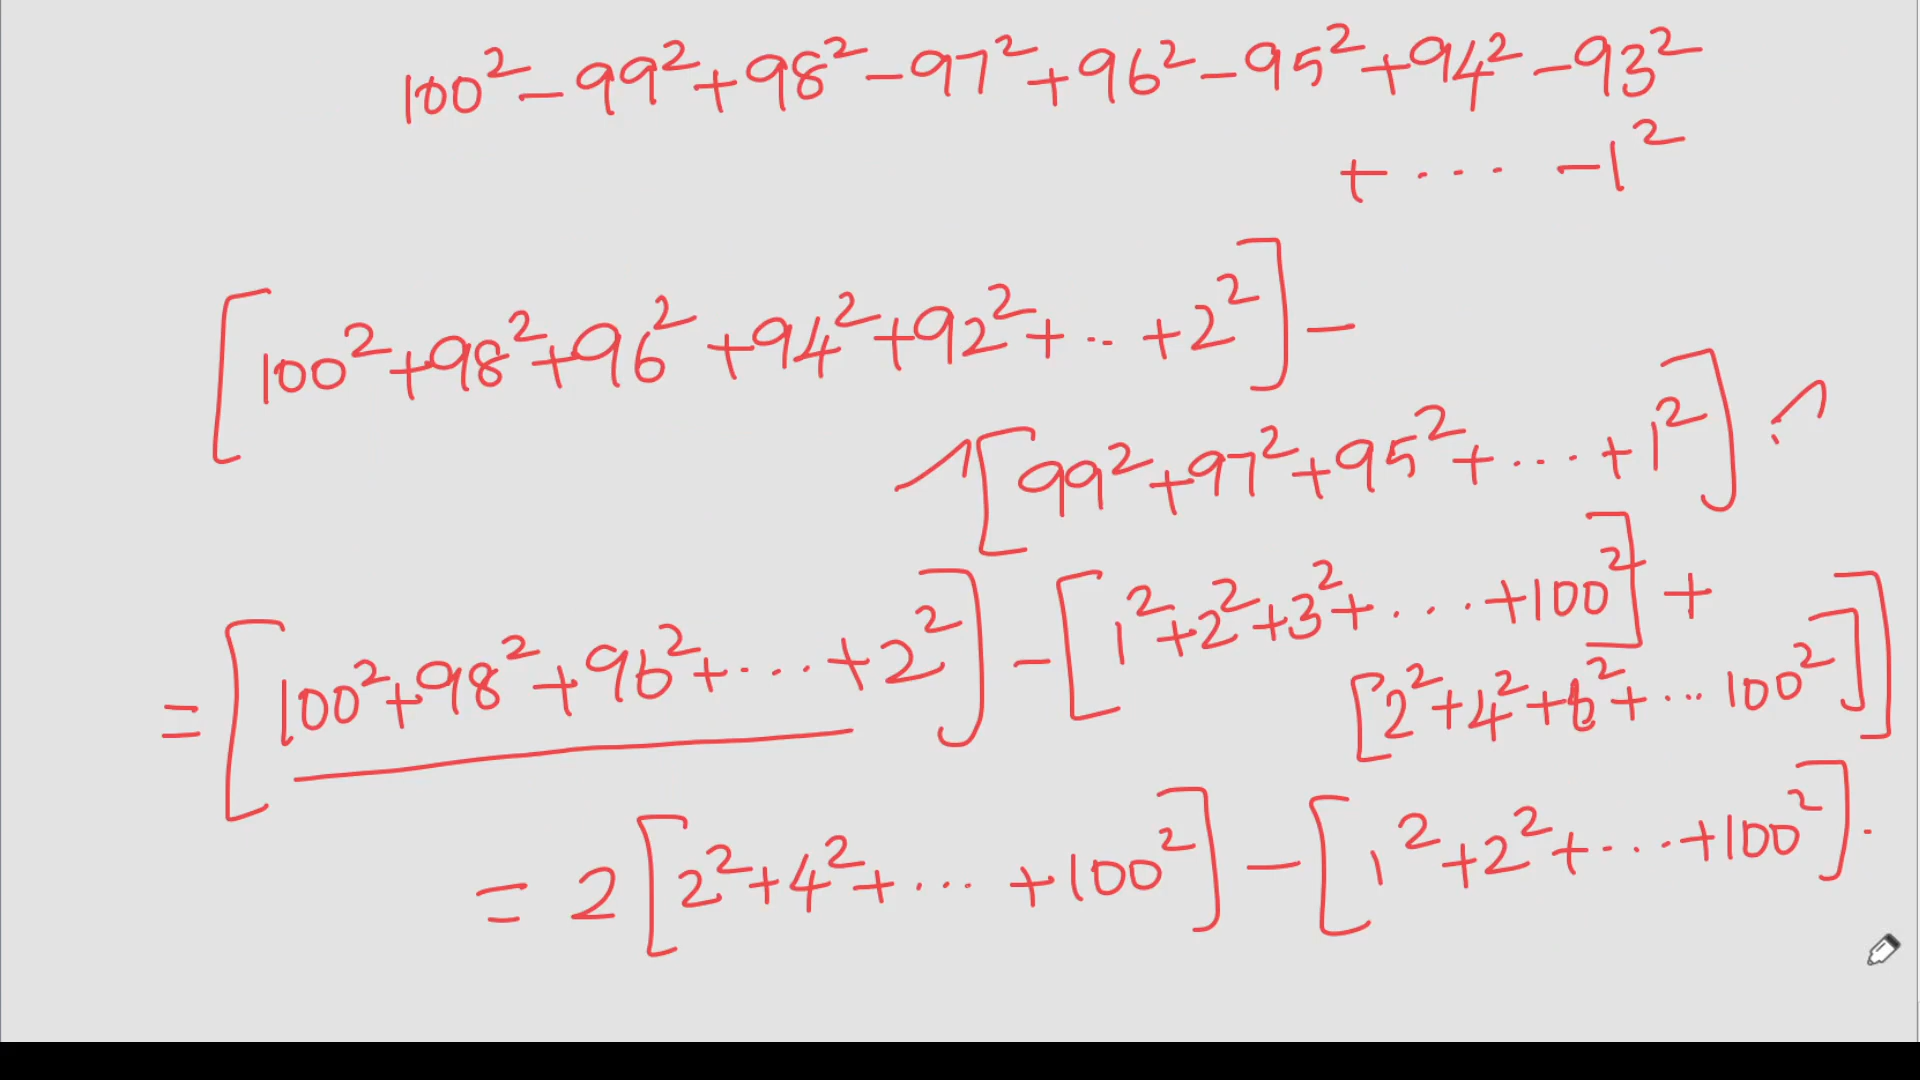 100² - 99² + 98² - 97² + 96² - 95² + 94² - 93²
+ .... - 1²
[100² + 98² + 96² + 94² + 92² + ... + 2²] -
[99² + 97² + 95² + .... + 1²]
= [100² + 98² + 96² + .... + 2²] - [1² + 2² + 3² + .... + 100²] +
[2² + 4² + 6² + ... 100²]]
= 2[2² + 4² + .... + 100²] - [1² + 2² + .... + 100²].